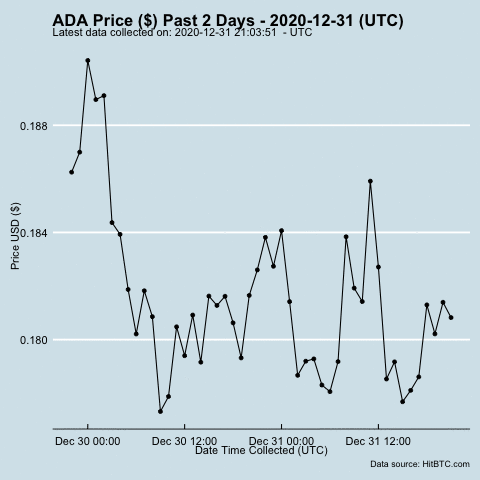 ADA Price ($) Past 2 Days - 2020-12-31 (UTC)
Latest data collected on: 2020-12-31 21:03:51  - UTC
0.188
0.184
0.180
Price USD ($)
Dec 30 00:00 Dec 30 12:00 Dec 31 00:00 Dec 31 12:00
Date Time Collected (UTC)
Data source: HitBTC.com